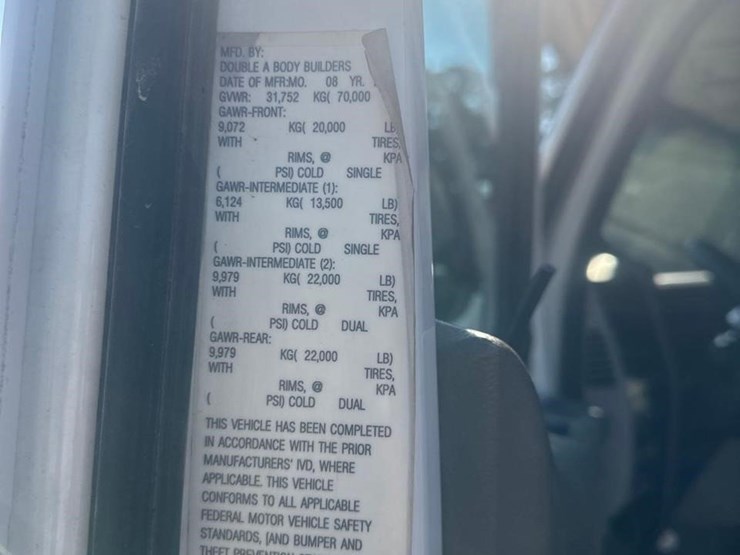 MFD. BY:
DOUBLE A BODY BUILDERS
DATE OF MFR:MO. 08 YR.
GVWR: 31,752 KG( 70,000
GAWR-FRONT:
9,072 KG( 20,000 LB
WITH TIRES
RIMS, @ KPA
( PSI) COLD SINGLE
GAWR-INTERMEDIATE (1):
6,124 KG( 13,500 LB)
WITH TIRES,
RIMS, @ KPA
( PSI) COLD SINGLE
GAWR-INTERMEDIATE (2):
9,979 KG( 22,000 LB)
WITH TIRES,
RIMS, @ KPA
( PSI) COLD DUAL
GAWR-REAR:
9,979 KG( 22,000 LB)
WITH TIRES,
RIMS, @ KPA
( PSI) COLD DUAL
THIS VEHICLE HAS BEEN COMPLETED
IN ACCORDANCE WITH THE PRIOR
MANUFACTURERS' IVD, WHERE
APPLICABLE. THIS VEHICLE
CONFORMS TO ALL APPLICABLE
FEDERAL MOTOR VEHICLE SAFETY
STANDARDS, [AND BUMPER AND
THEFT